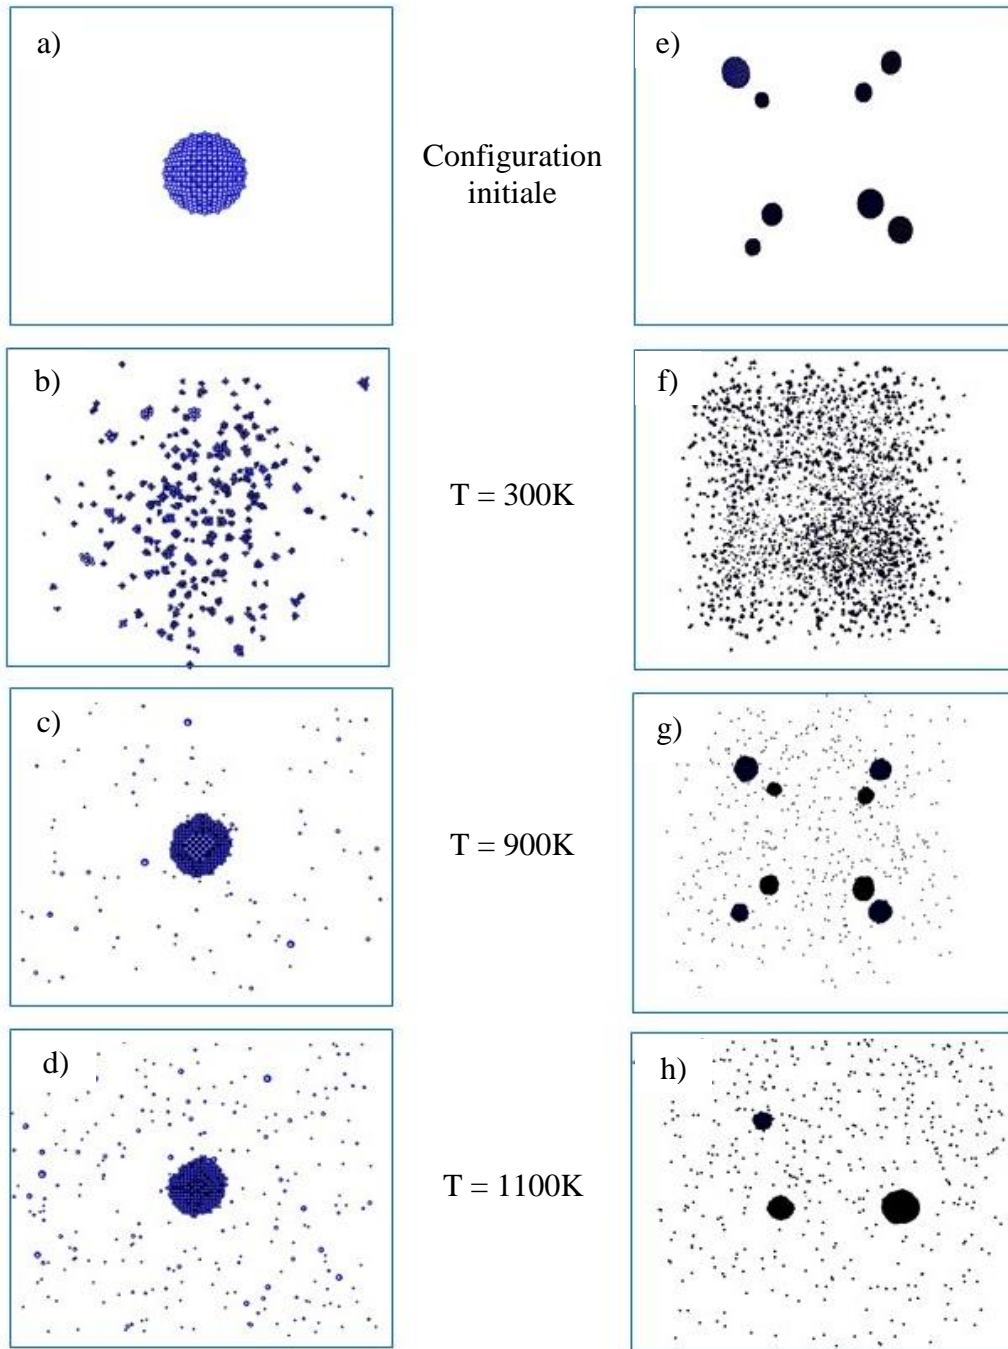 a)
Configuration
initiale
e)
b)
T = 300K
f)
c)
T = 900K
g)
d)
T = 1100K
h)